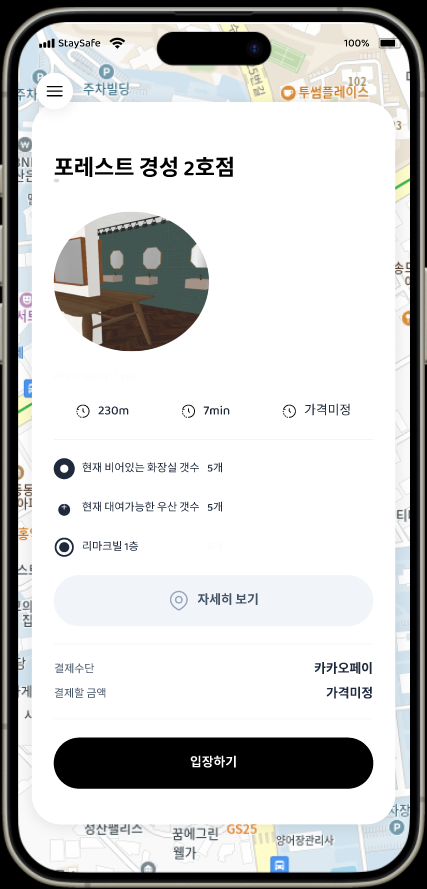 StaySafe
100%
102
주차빌딩
투썸플레이스
포레스트 경성 2호점
230m
7min
가격미정
현재 비어있는 화장실 갯수 5개
현재 대여가능한 우산 갯수 5개
리마크빌 1층
자세히 보기
결제수단
카카오페이
결제할 금액
가격미정
입장하기
성산팰리스
꿈에그린
웰가
GS25
양어장관리사